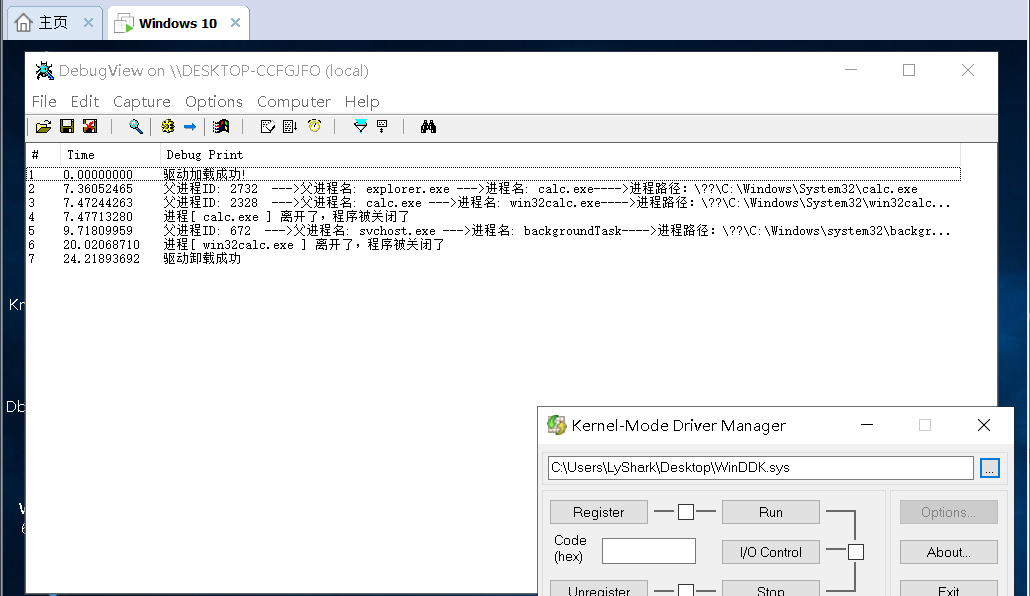 主页
Windows 10
DebugView on \\DESKTOP-CCFGJFO (local)
File Edit Capture Options Computer Help
# Time Debug Print
1 0.00000000 驱动加载成功!
2 7.36052465 父进程ID: 2732 --->父进程名: explorer.exe --->进程名: calc.exe---->进程路径: \??\C:\Windows\System32\calc.exe
3 7.47244263 父进程ID: 2328 --->父进程名: calc.exe --->进程名: win32calc.exe---->进程路径: \??\C:\Windows\System32\win32calc...
4 7.47713280 进程[ calc.exe ] 离开了，程序被关闭了
5 9.71809959 父进程ID: 672 --->父进程名: svchost.exe --->进程名: backgroundTask---->进程路径: \??\C:\Windows\system32\backgr...
6 20.02068710 进程[ win32calc.exe ] 离开了，程序被关闭了
7 24.21893692 驱动卸载成功
Kr
Db
Kernel-Mode Driver Manager
C:\Users\LyShark\Desktop\WinDDK.sys
...
Register Run Options...
Code
(hex)
I/O Control About...
Unregister Stop Exit